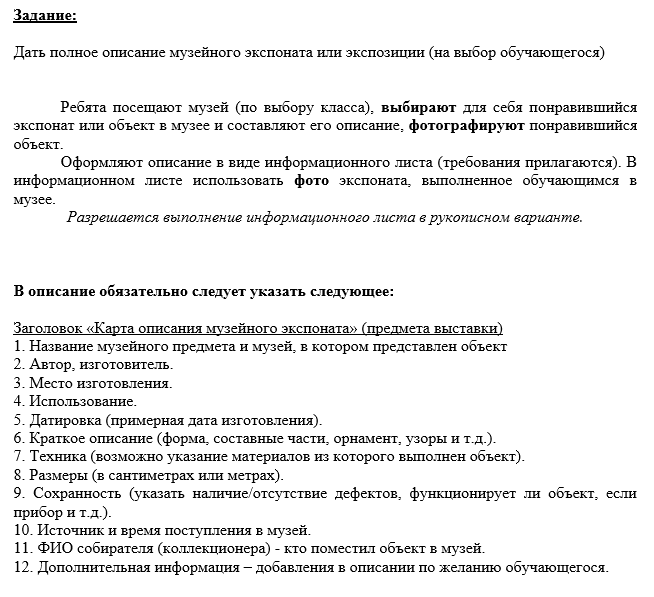 Задание:
Дать полное описание музейного экспоната или экспозиции (на выбор обучающегося)
Ребята посещают музей (по выбору класса), выбирают для себя понравившийся
экспонат или объект в музее и составляют его описание, фотографируют понравившийся
объект.
Оформляют описание в виде информационного листа (требования прилагаются). В
информационном листе использовать фото экспоната, выполненное обучающимся в
музее.
Разрешается выполнение информационного листа в рукописном варианте.
В описание обязательно следует указать следующее:
Заголовок «Карта описания музейного экспоната» (предмета выставки)
1. Название музейного предмета и музей, в котором представлен объект
2. Автор, изготовитель.
3. Место изготовления.
4. Использование.
5. Датировка (примерная дата изготовления).
6. Краткое описание (форма, составные части, орнамент, узоры и т.д.).
7. Техника (возможно указание материалов из которого выполнен объект).
8. Размеры (в сантиметрах или метрах).
9. Сохранность (указать наличие/отсутствие дефектов, функционирует ли объект, если
прибор и т.д.).
10. Источник и время поступления в музей.
11. ФИО собирателя (коллекционера) - кто поместил объект в музей.
12. Дополнительная информация – добавления в описании по желанию обучающегося.